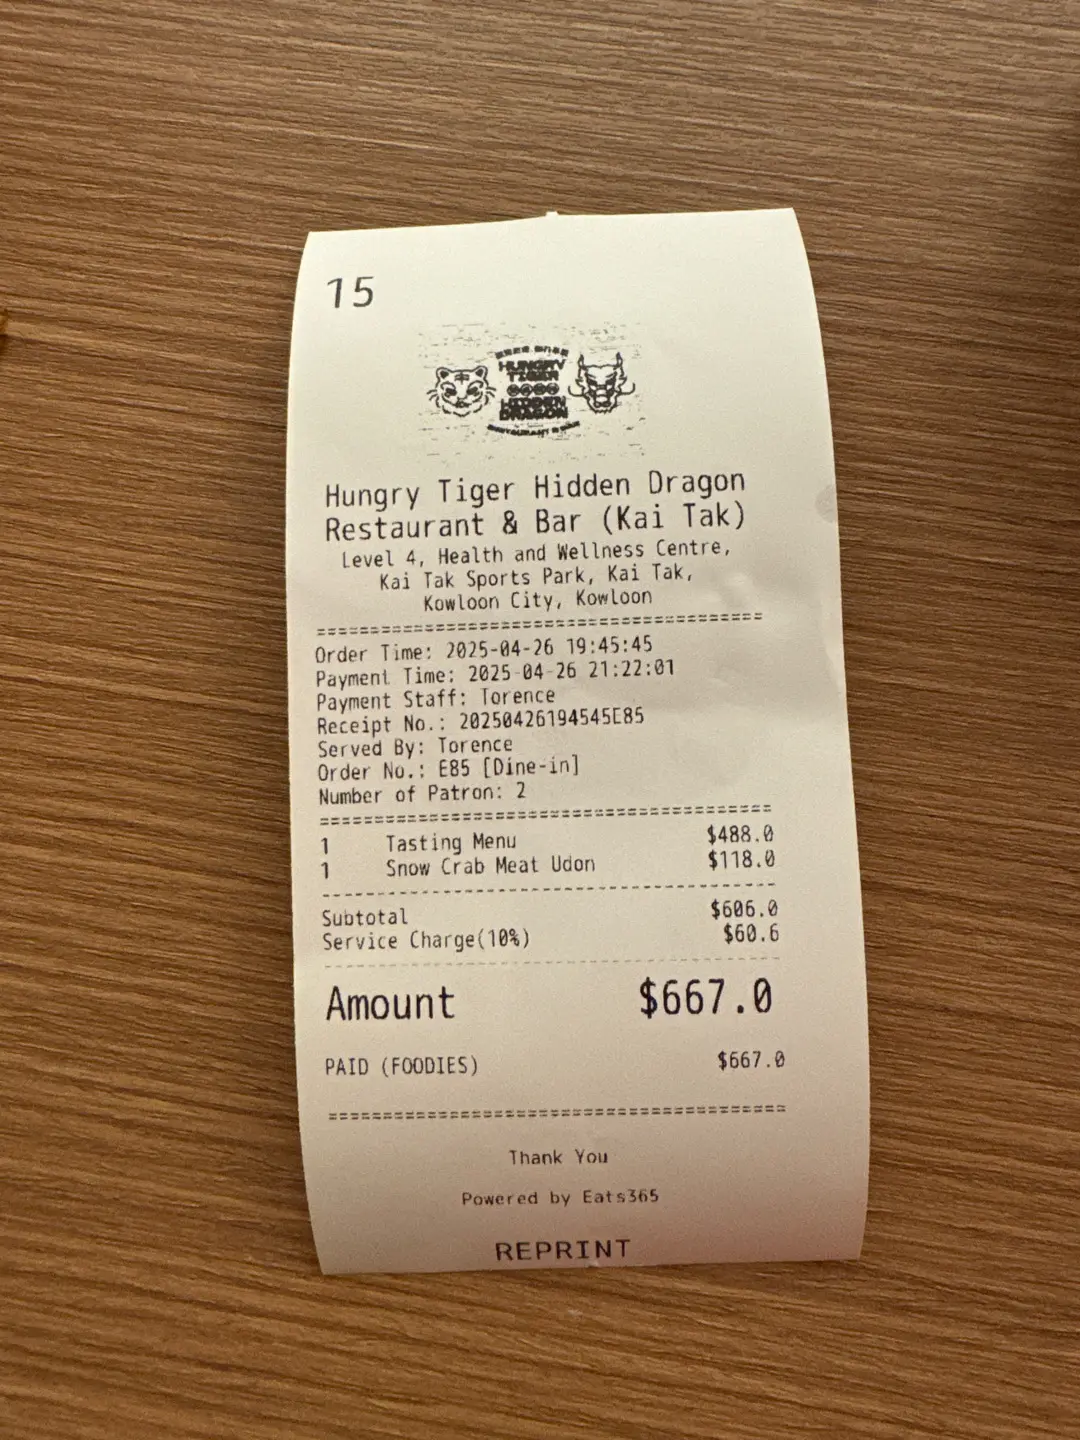 15
HUNGRY
TIGER
HIDDEN
DRAGON
Hungry Tiger Hidden Dragon
Restaurant & Bar (Kai Tak)
Level 4, Health and Wellness Centre,
Kai Tak Sports Park, Kai Tak,
Kowloon City, Kowloon
Order Time: 2025-04-26 19:45:45
Payment Time: 2025-04-26 21:22:01
Payment Staff: Torence
Receipt No.: 20250426194545E85
Served By: Torence
Order No.: E85 [Dine-in]
Number of Patron: 2
1 Tasting Menu $488.0
1 Snow Crab Meat Udon $118.0
Subtotal $606.0
Service Charge(10%) $60.6
Amount $667.0
PAID (FOODIES) $667.0
Thank You
Powered by Eats365
REPRINT